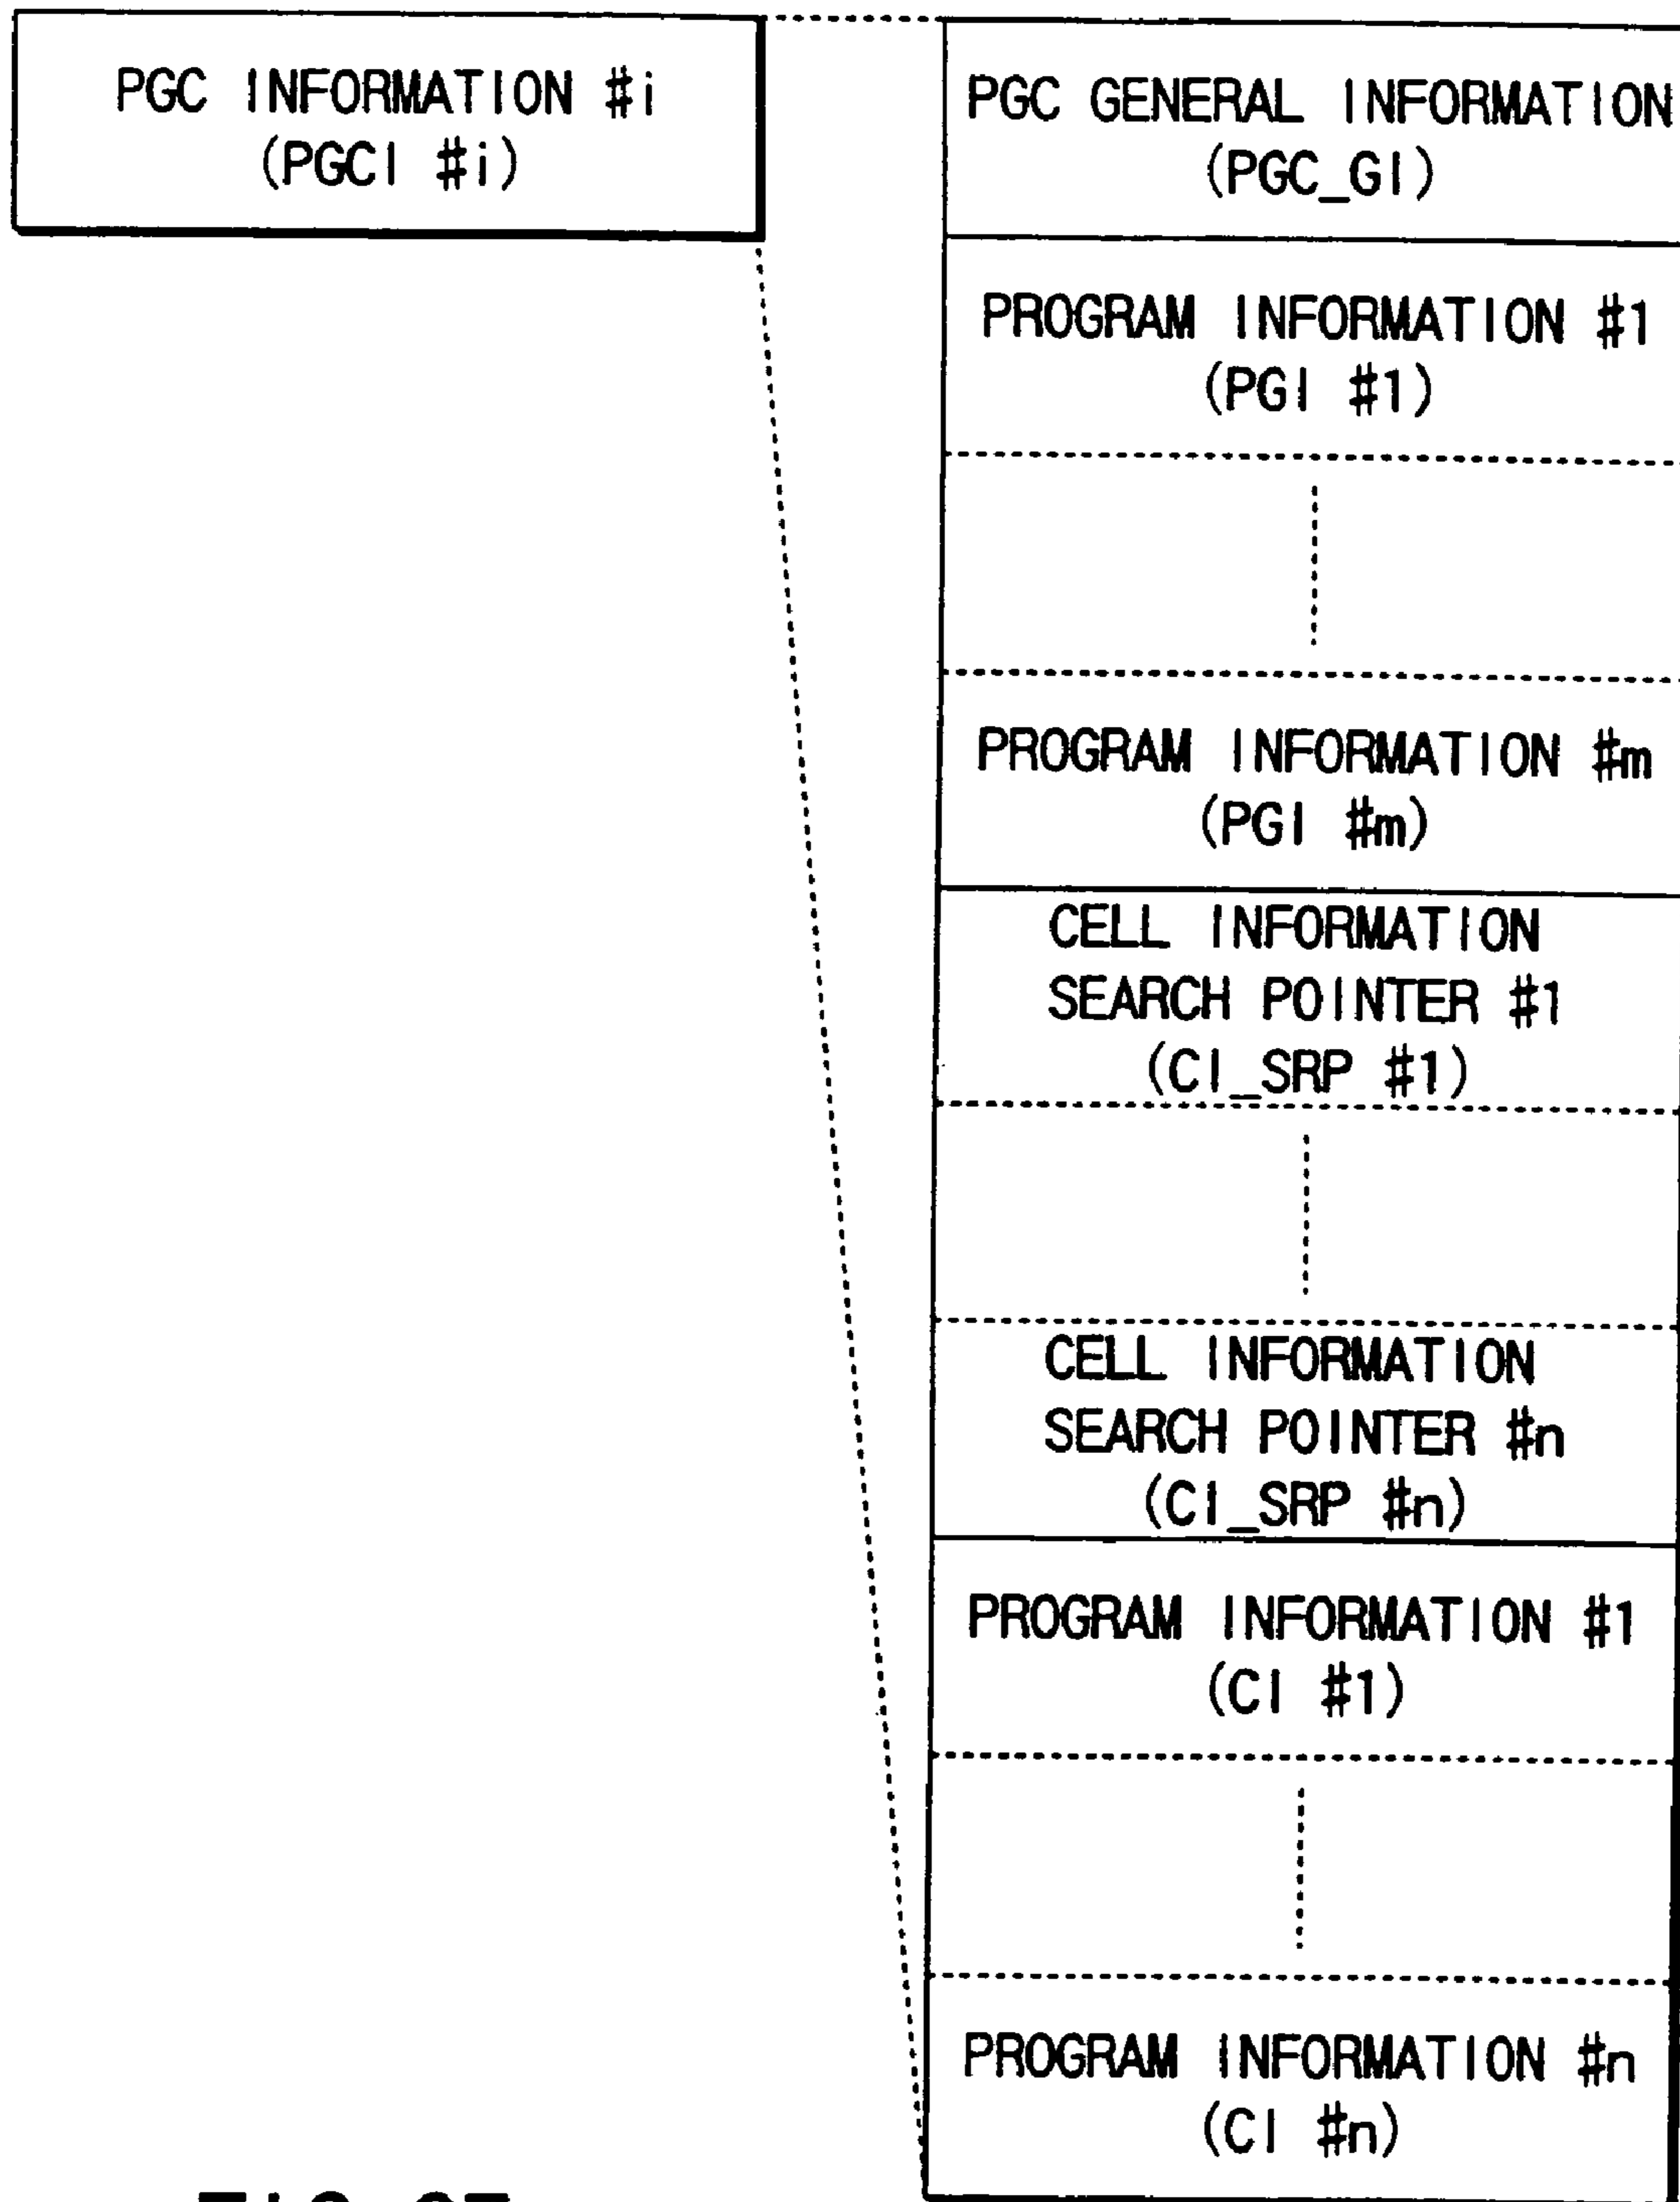 PGC INFORMATION #i
(PGCI #i)
PGC GENERAL INFORMATION
(PGC_GI)
PROGRAM INFORMATION #1
(PGI #1)
PROGRAM INFORMATION #m
(PGI #m)
CELL INFORMATION
SEARCH POINTER #1
(CI_SRP #1)
CELL INFORMATION
SEARCH POINTER #n
(CI_SRP #n)
PROGRAM INFORMATION #1
(CI #1)
PROGRAM INFORMATION #n
(CI #n)